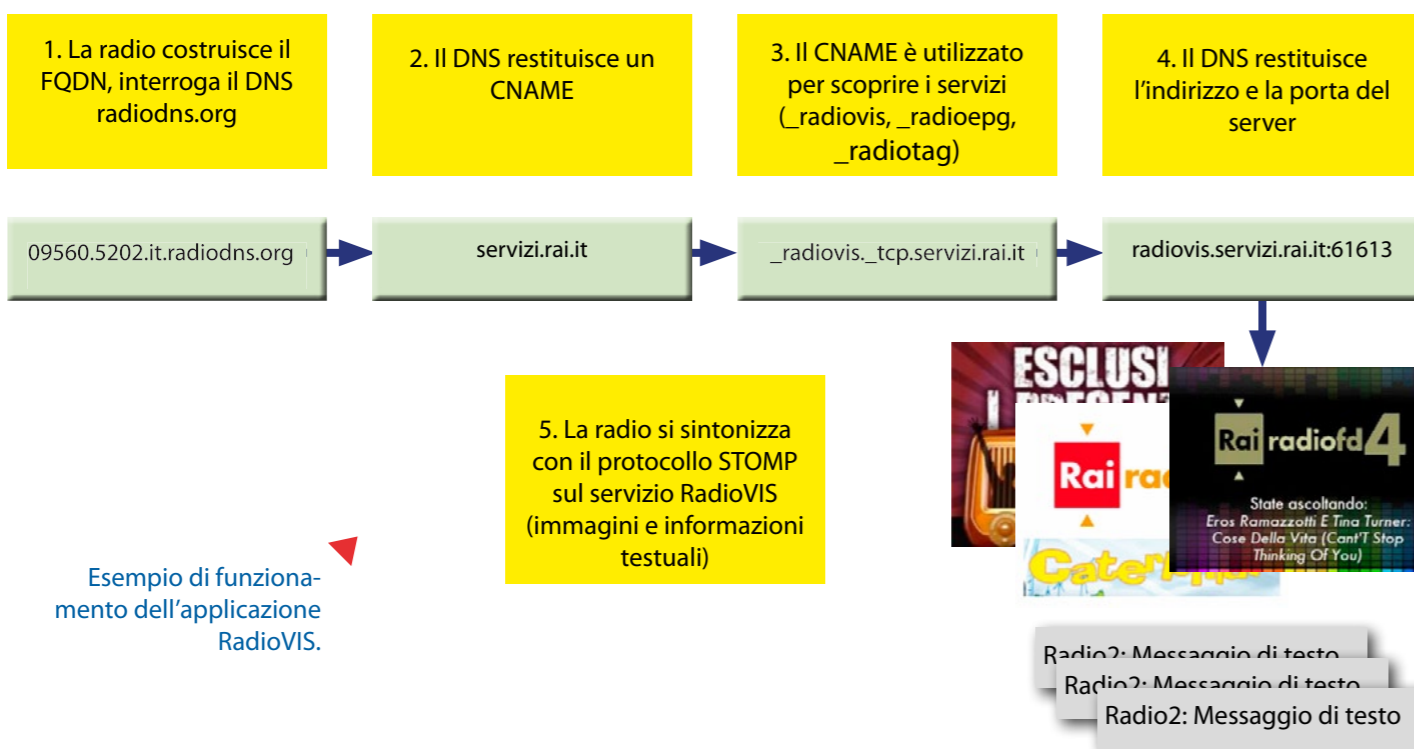 1. La radio costruisce il
FQDN, interroga il DNS
radiodns.org
2. Il DNS restituisce un
CNAME
3. Il CNAME è utilizzato
per scoprire i servizi
(_radiovis, _radioepg,
_radiotag)
4. Il DNS restituisce
l’indirizzo e la porta del
server
09560.5202.it.radiodns.org
servizi.rai.it
_radiovis._tcp.servizi.rai.it
radiovis.servizi.rai.it:61613
5. La radio si sintonizza
con il protocollo STOMP
sul servizio RadioVIS
(immagini e informazioni
testuali)
Esempio di funziona-
mento dell’applicazione
RadioVIS.
ESCLUSI
Rai
Rai radiofd4
State ascoltando:
Eros Ramazzotti E Tina Turner:
Cose Della Vita (Cant'T Stop
Thinking Of You)
Radio2: Messaggio di testo
Radio2: Messaggio di testo
Radio2: Messaggio di testo